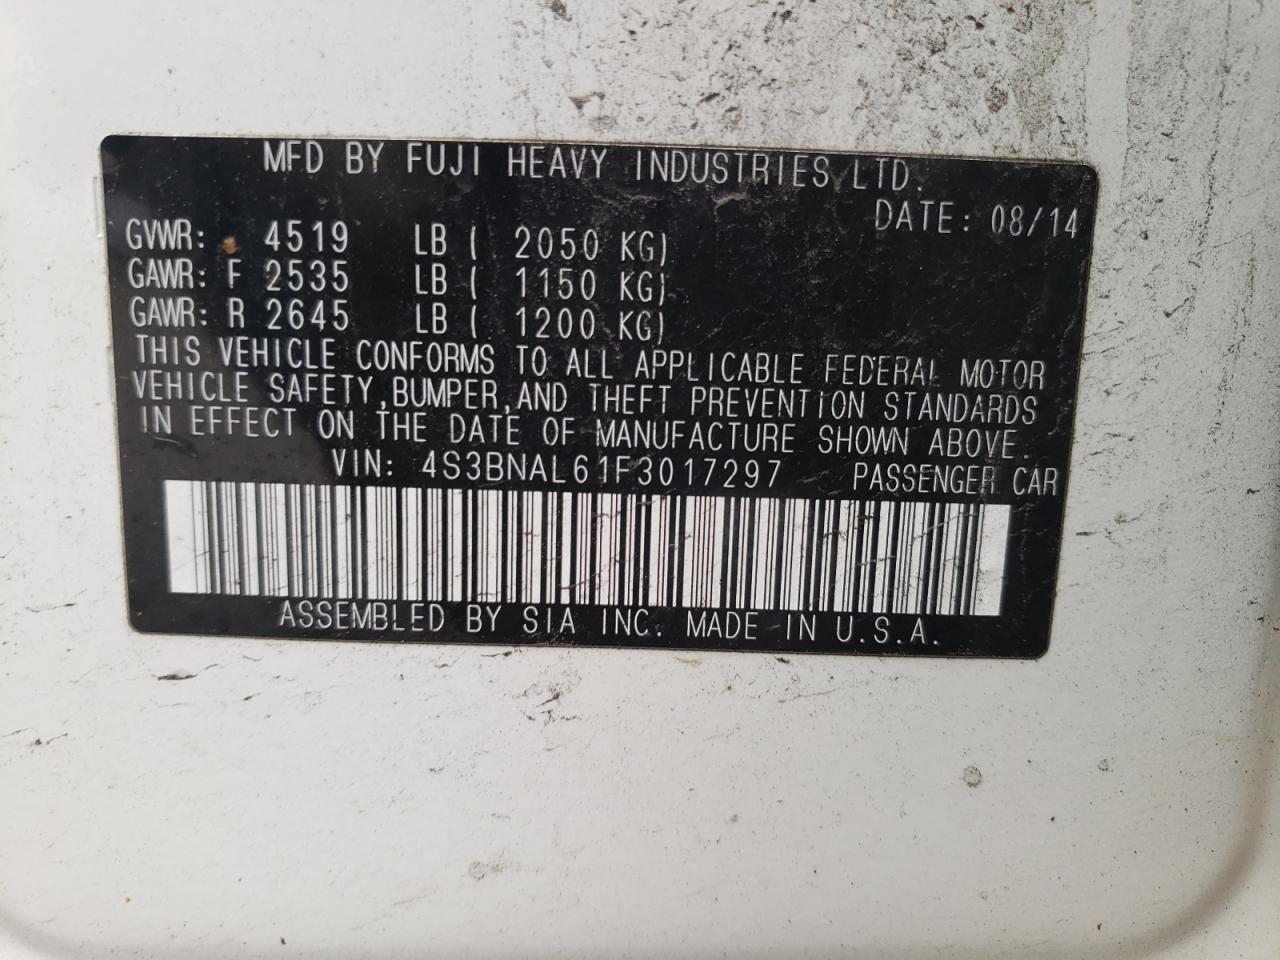 MFD BY FUJI HEAVY INDUSTRIES LTD.
DATE: 08/14
GVWR: 4519 LB ( 2050 KG)
GAWR: F 2535 LB ( 1150 KG)
GAWR: R 2645 LB ( 1200 KG)
THIS VEHICLE CONFORMS TO ALL APPLICABLE FEDERAL MOTOR
VEHICLE SAFETY,BUMPER,AND THEFT PREVENTION STANDARDS
IN EFFECT ON THE DATE OF MANUFACTURE SHOWN ABOVE.
VIN: 4S3BNAL61F3017297 PASSENGER CAR
ASSEMBLED BY SIA INC. MADE IN U.S.A.